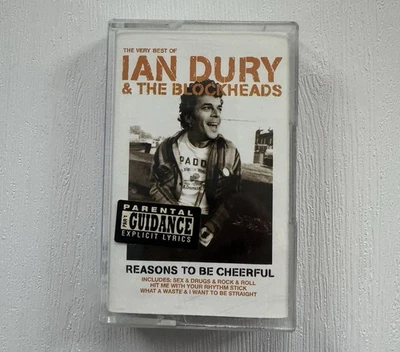 THE VERY BEST OF
IAN DURY
& THE BLOCKHEADS
PADD
PARENTAL
GUIDANCE
EXPLICIT LYRICS
REASONS TO BE CHEERFUL
INCLUDES: SEX & DRUGS & ROCK & ROLL
HIT ME WITH YOUR RHYTHM STICK
WHAT A WASTE & I WANT TO BE STRAIGHT